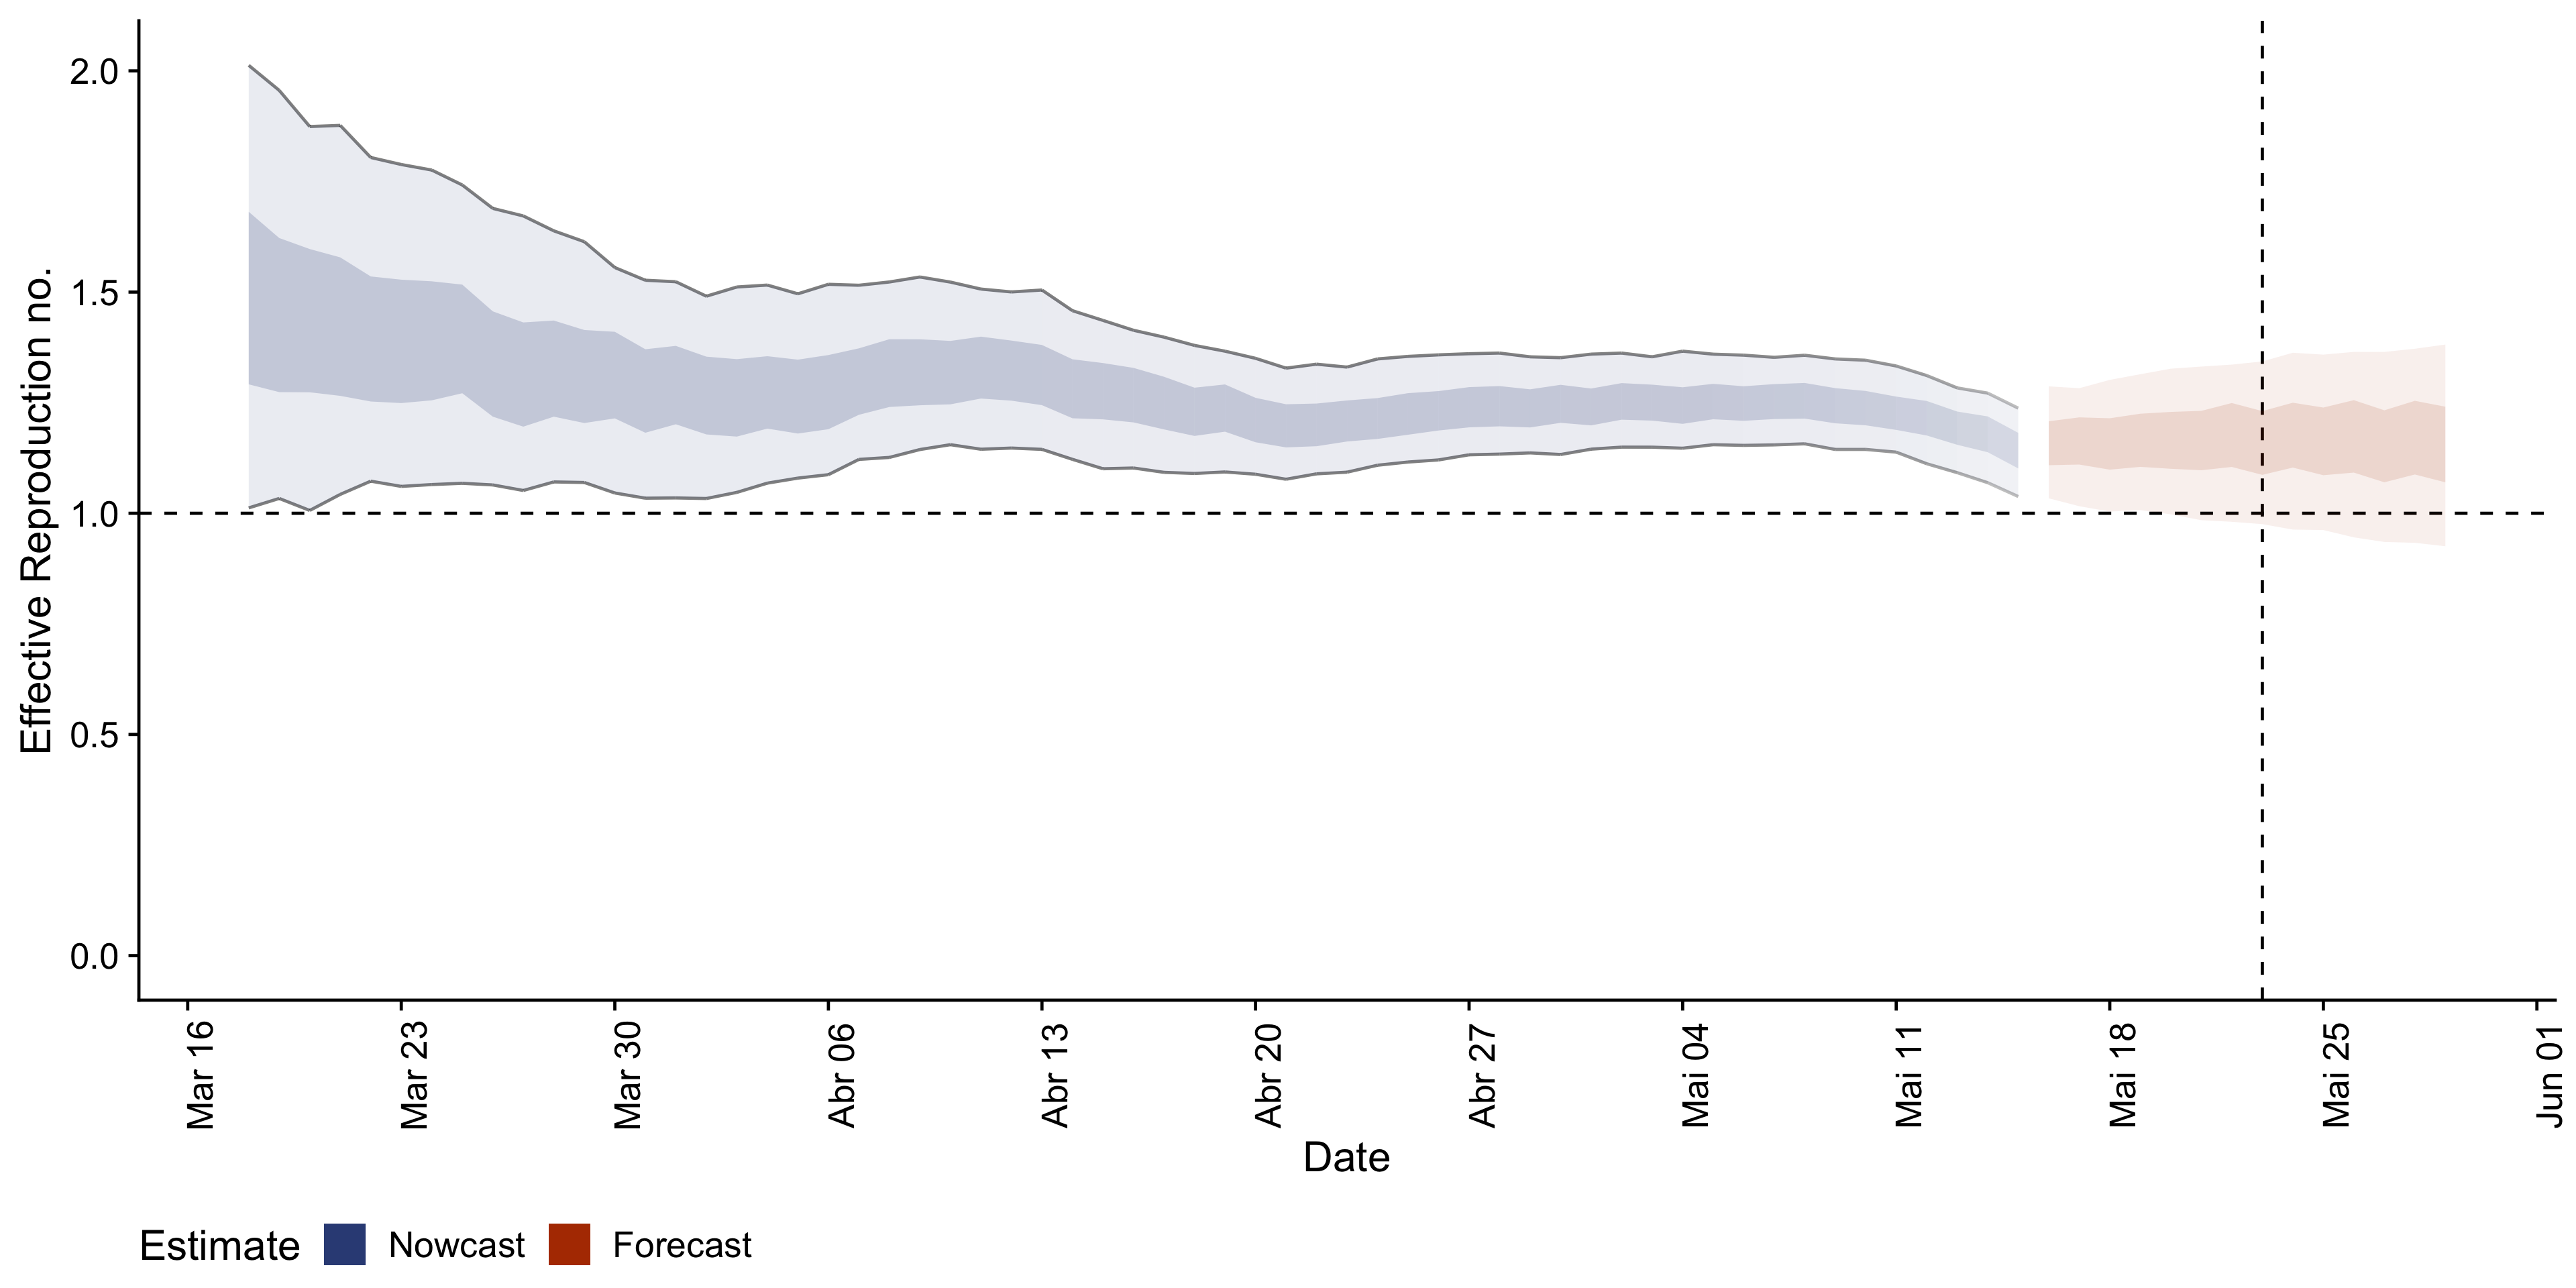 Effective Reproduction no.
2.0
1.5
1.0
0.5
0.0
Mar 16
Mar 23
Mar 30
Abr 06
Abr 13
Abr 20
Abr 27
Mai 04
Mai 11
Mai 18
Mai 25
Jun 01
Date
Estimate Nowcast Forecast